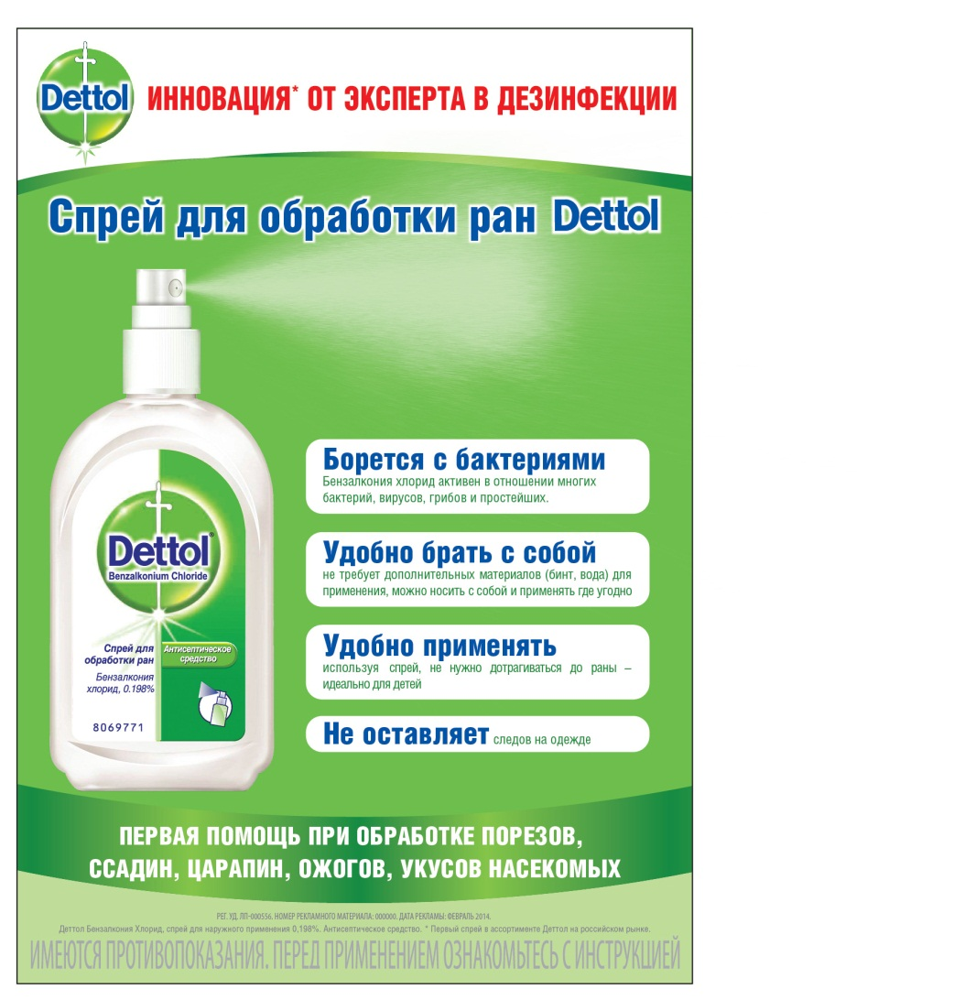 Dettol
ИННОВАЦИЯ* ОТ ЭКСПЕРТА В ДЕЗИНФЕКЦИИ
Спрей для обработки ран Dettol
Dettol®
Benzalkonium Chloride
Спрей для
обработки ран
Антисептическое
средство
Бензалкония
хлорид, 0.198%
8069771
Борется с бактериями
Бензалкония хлорид активен в отношении многих
бактерий, вирусов, грибов и простейших.
Удобно брать с собой
не требует дополнительных материалов (бинт, вода) для
применения, можно носить с собой и применять где угодно
Удобно применять
используя спрей, не нужно дотрагиваться до раны –
идеально для детей
Не оставляет следов на одежде
ПЕРВАЯ ПОМОЩЬ ПРИ ОБРАБОТКЕ ПОРЕЗОВ,
ССАДИН, ЦАРАПИН, ОЖОГОВ, УКУСОВ НАСЕКОМЫХ
РЕГ. УД. ЛП-000556. НОМЕР РЕКЛАМНОГО МАТЕРИАЛА: 000000. ДАТА РЕКЛАМЫ: ФЕВРАЛЬ 2014.
Деттол Бензалкония Хлорид, спрей для наружного применения 0,198%. Антисептическое средство. * Первый спрей в ассортименте Деттол на российском рынке.
ИМЕЮТСЯ ПРОТИВОПОКАЗАНИЯ. ПЕРЕД ПРИМЕНЕНИЕМ ОЗНАКОМЬТЕСЬ С ИНСТРУКЦИЕЙ